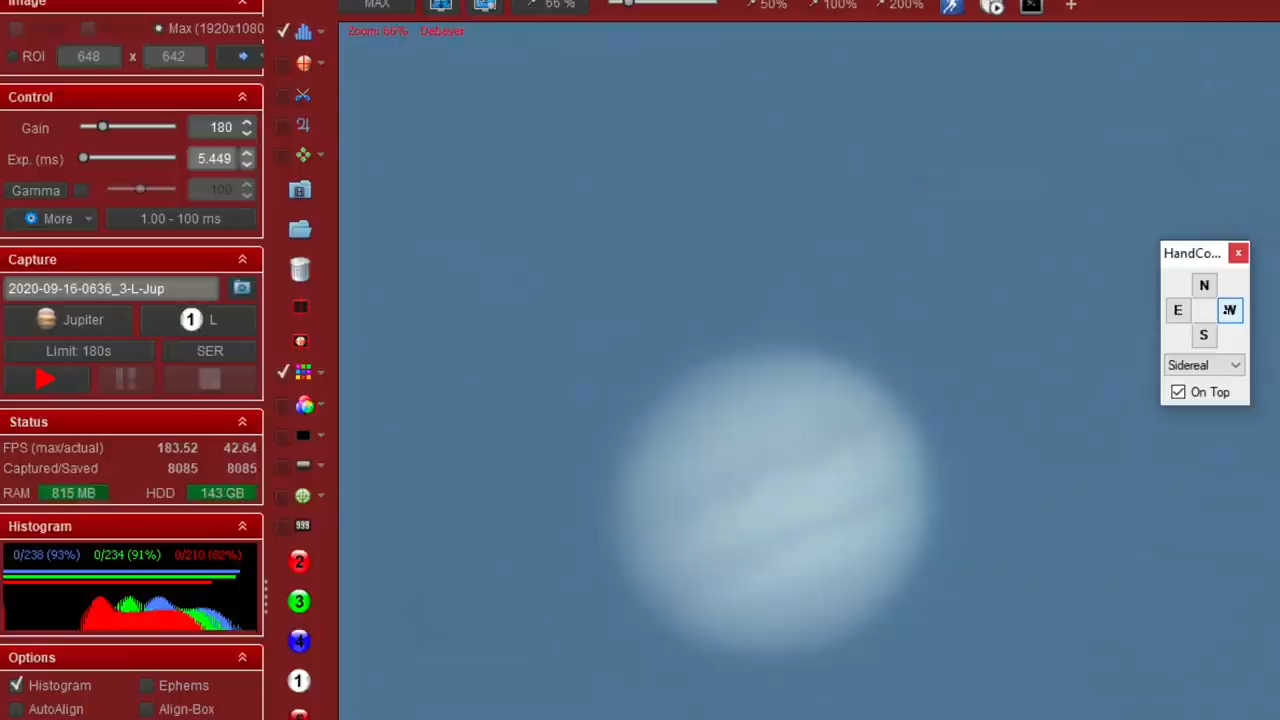 Image
MAX
66 %
50%
100%
200%
Max (1920x1080
ROI 648 x 642
Zoom: 66% Debayer
Control
Gain 180
Exp. (ms) 5.449
Gamma 100
More 1.00 - 100 ms
Capture
2020-09-16-0636_3-L-Jup
Jupiter 1 L
Limit: 180s SER
Status
FPS (max/actual) 183.52 42.64
Captured/Saved 8085 8085
RAM 815 MB HDD 143 GB
Histogram
0/238 (93%) 0/234 (91%) 0/210 (82%)
Options
Histogram Ephems
AutoAlign Align-Box
999
2
3
4
1
HandCo... x
N
E W
S
Sidereal
On Top